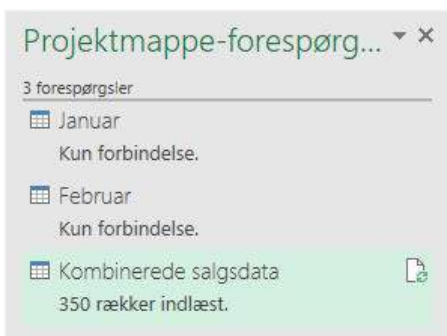 Projektmappe-forespørg...
3 forespørgsler
Januar
Kun forbindelse.
Februar
Kun forbindelse.
Kombinerede salgsdata
350 rækker indlæst.